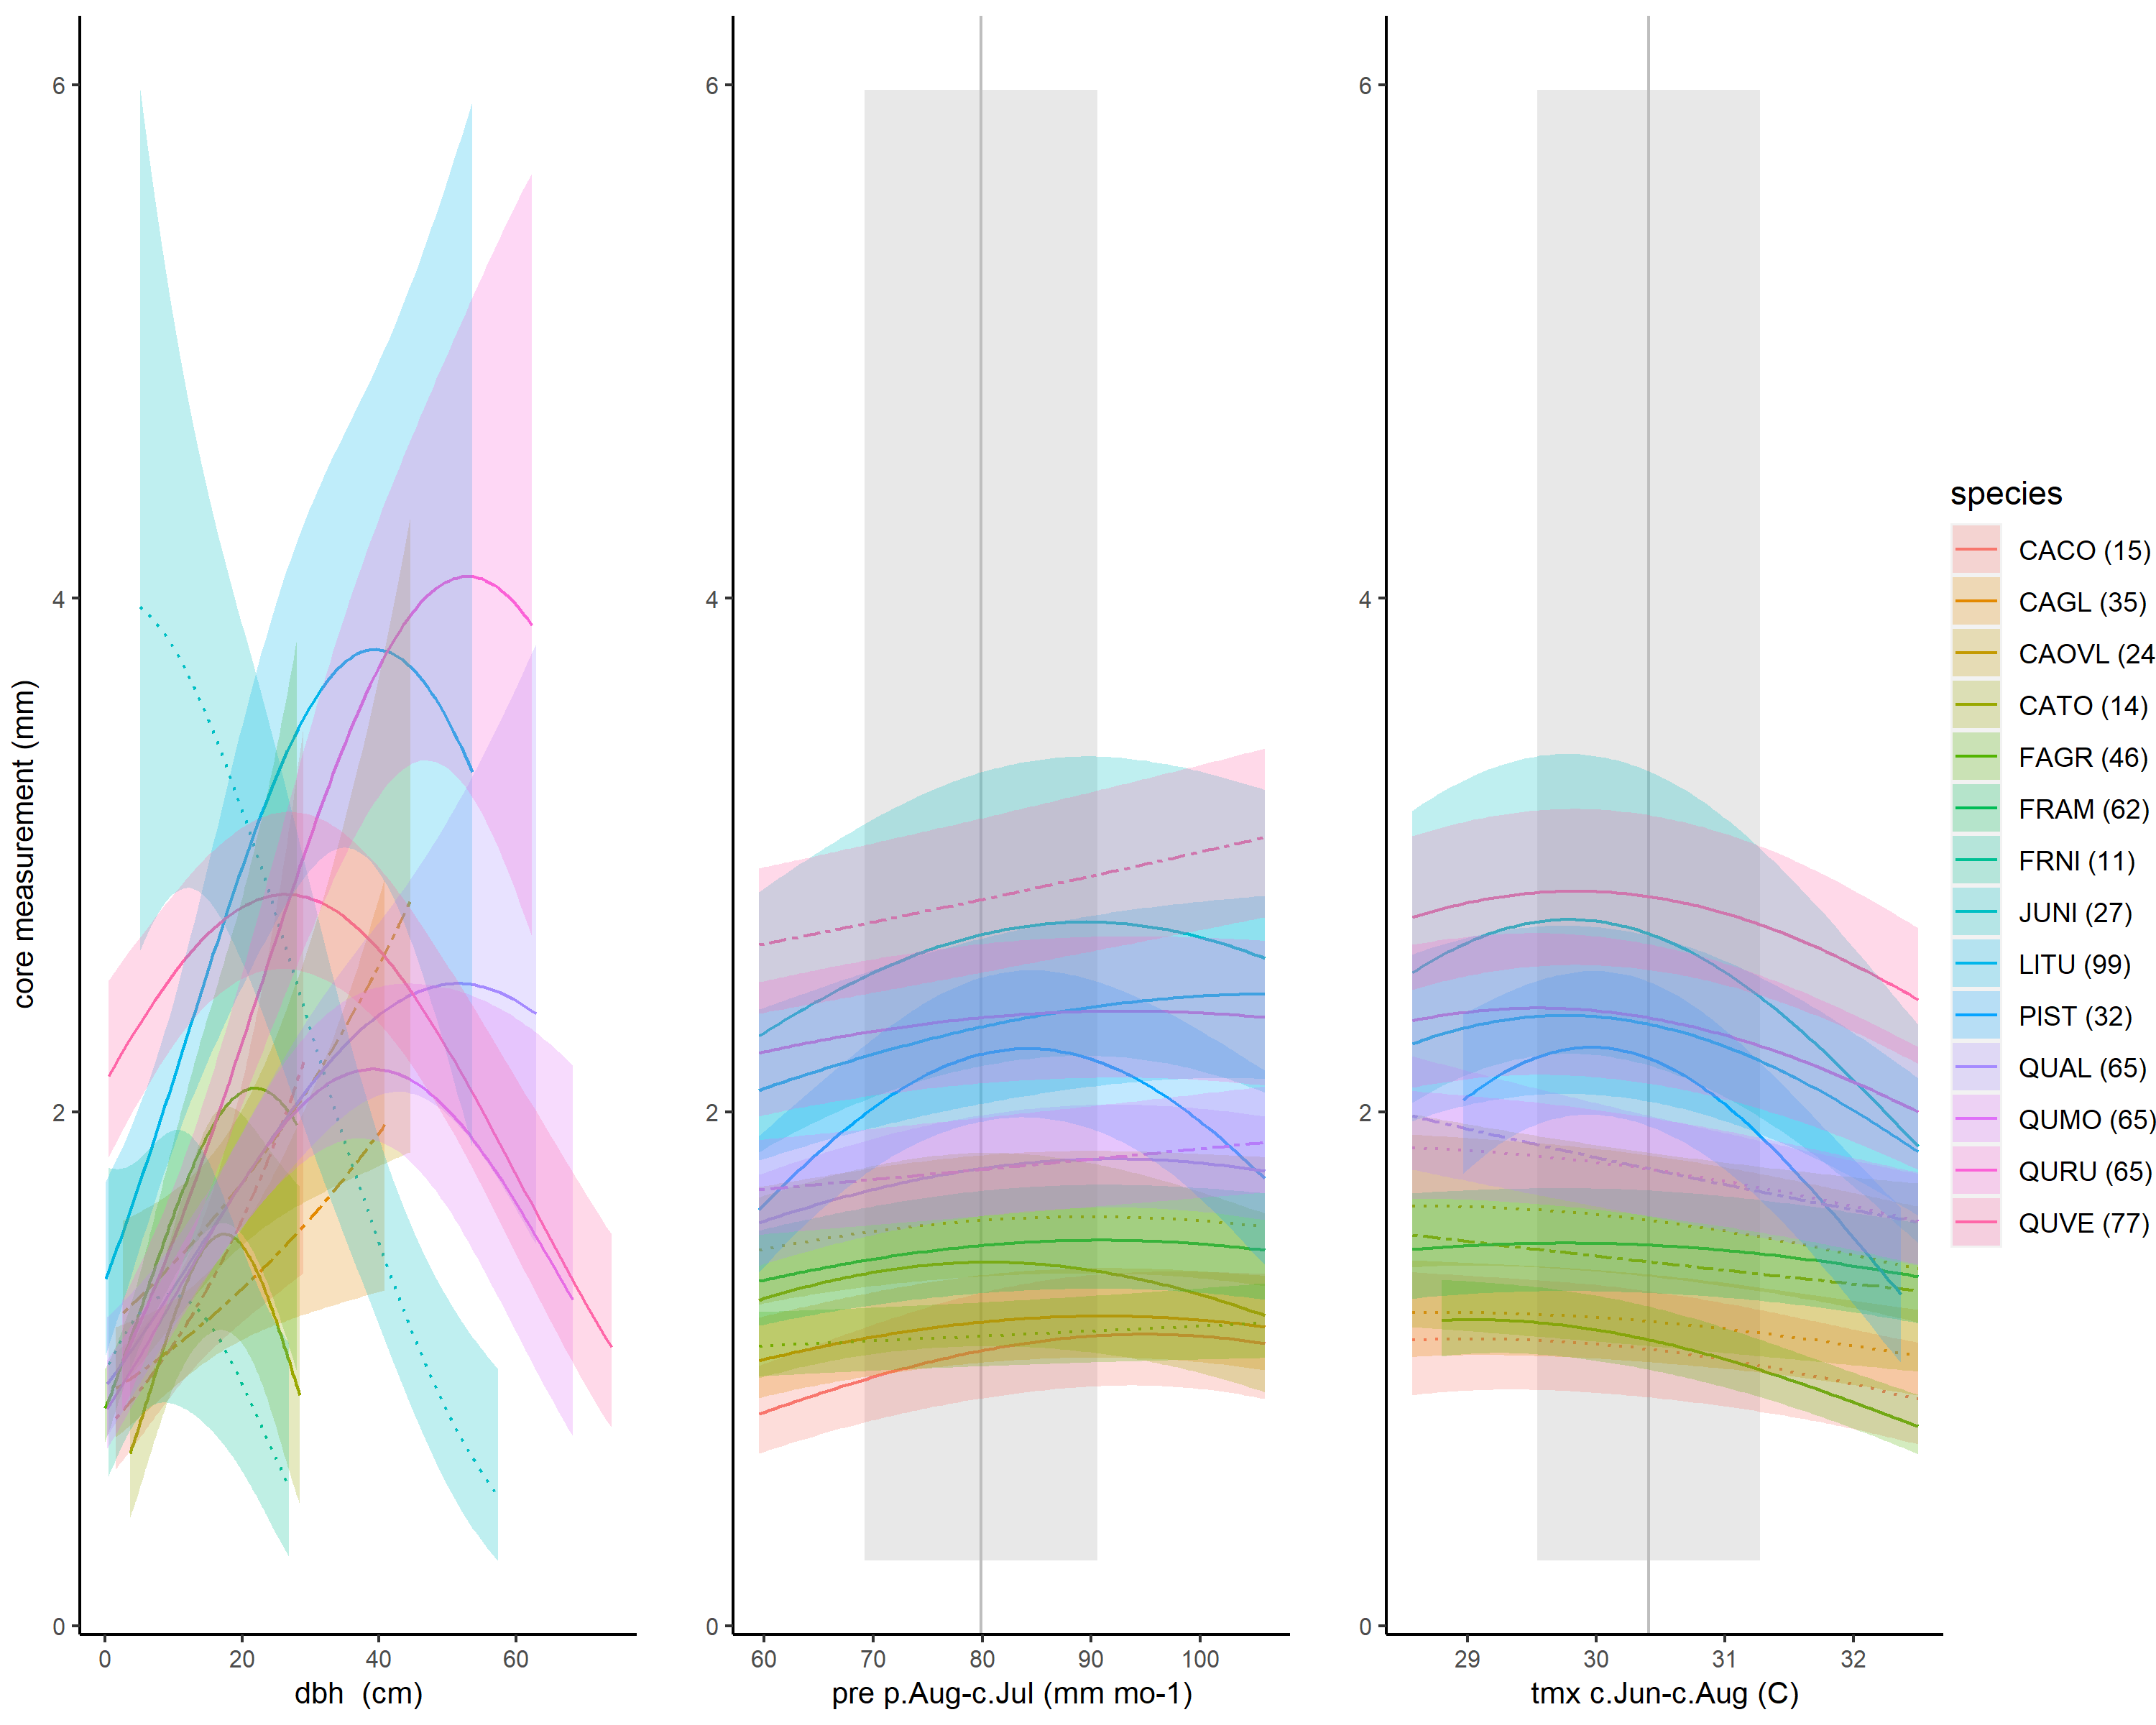 core measurement (mm)
6
4
2
0
0 20 40 60
dbh  (cm)
6
4
2
0
60 70 80 90 100
pre p.Aug-c.Jul (mm mo-1)
6
4
2
0
29 30 31 32
tmx c.Jun-c.Aug (C)
species
CACO (15)
CAGL (35)
CAOVL (24
CATO (14)
FAGR (46)
FRAM (62)
FRNI (11)
JUNI (27)
LITU (99)
PIST (32)
QUAL (65)
QUMO (65)
QURU (65)
QUVE (77)